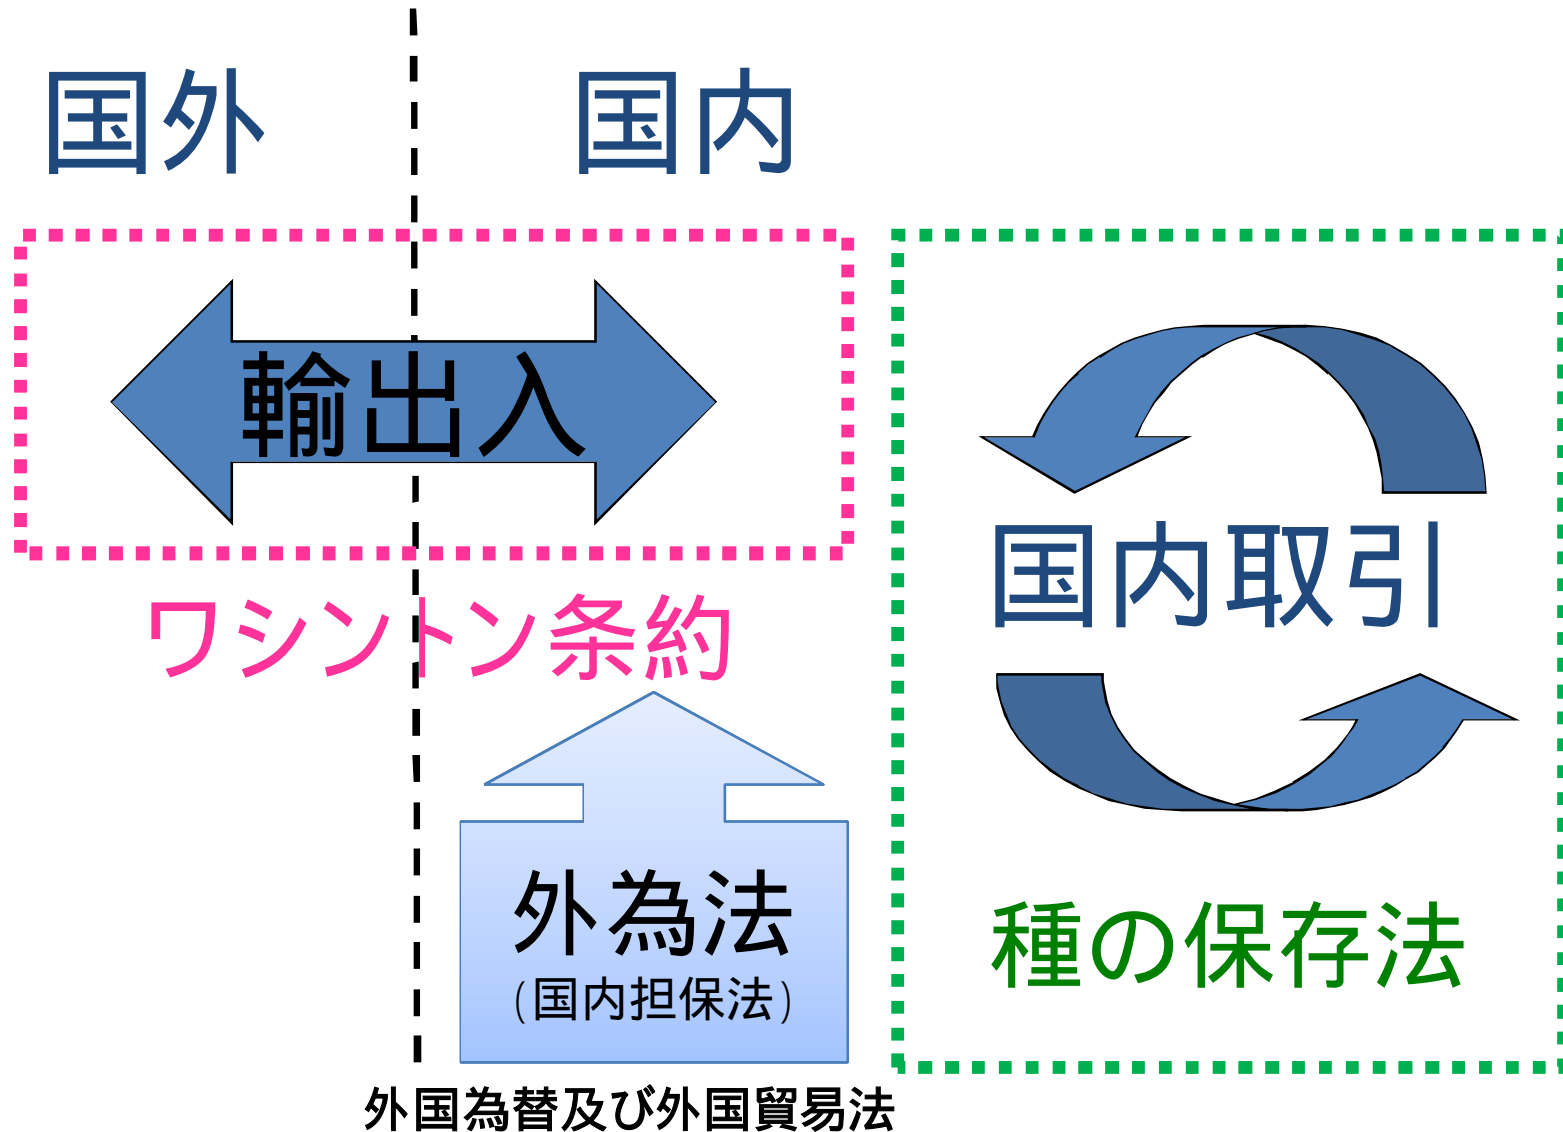 国外
国内
輸出入
ワシントン条約
国内取引
外為法
（国内担保法）
種の保存法
外国為替及び外国貿易法